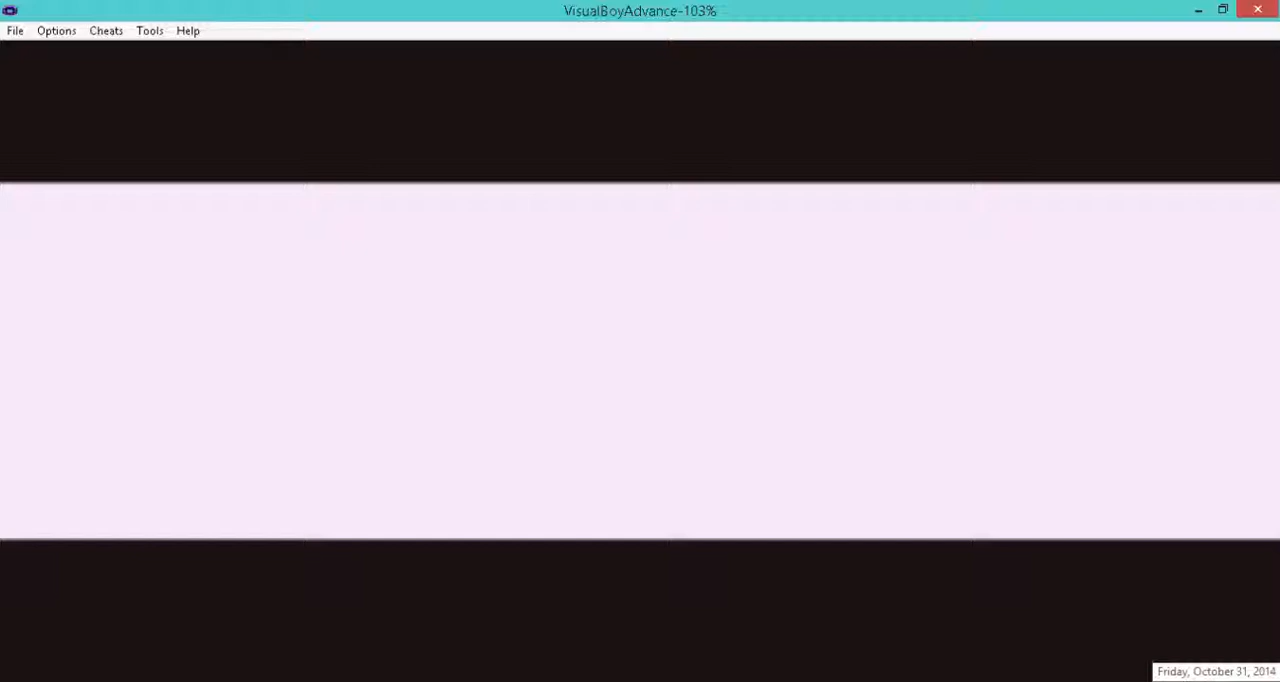 VisualBoyAdvance-103%
File Options Cheats Tools Help
Friday, October 31, 2014